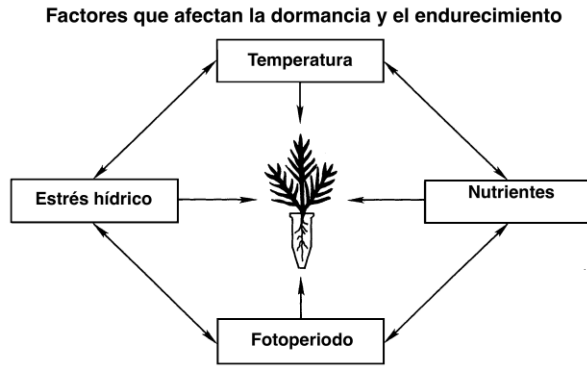 Factores que afectan la dormancia y el endurecimiento
Temperatura
Estrés hídrico
Nutrientes
Fotoperiodo